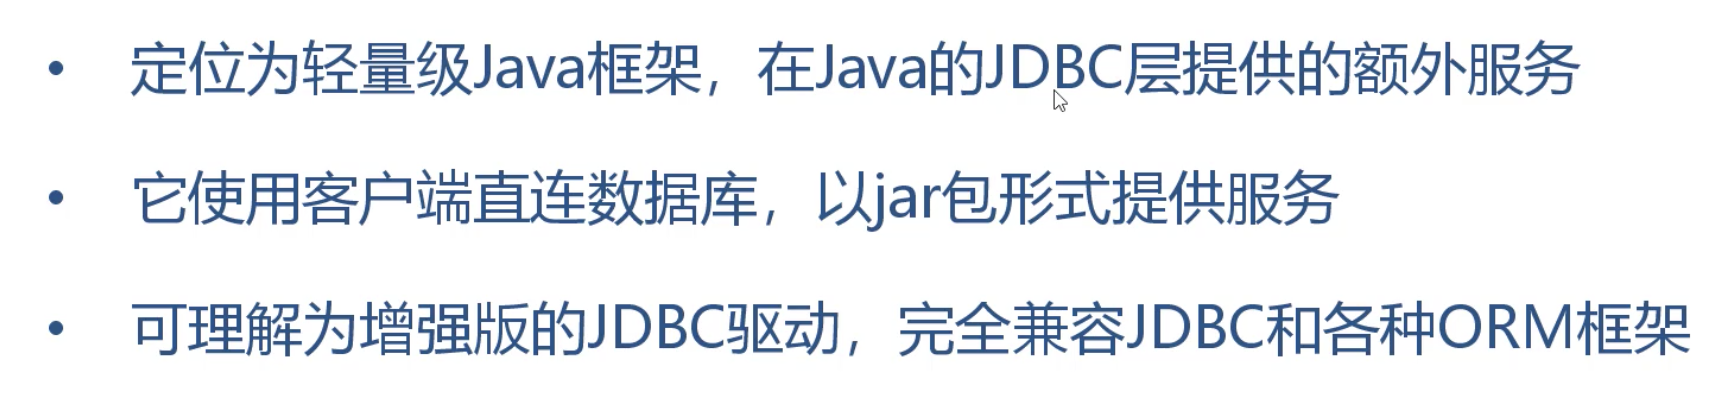 • 定位为轻量级Java框架，在Java的JDBC层提供的额外服务
• 它使用客户端直连数据库，以jar包形式提供服务
• 可理解为增强版的JDBC驱动，完全兼容JDBC和各种ORM框架